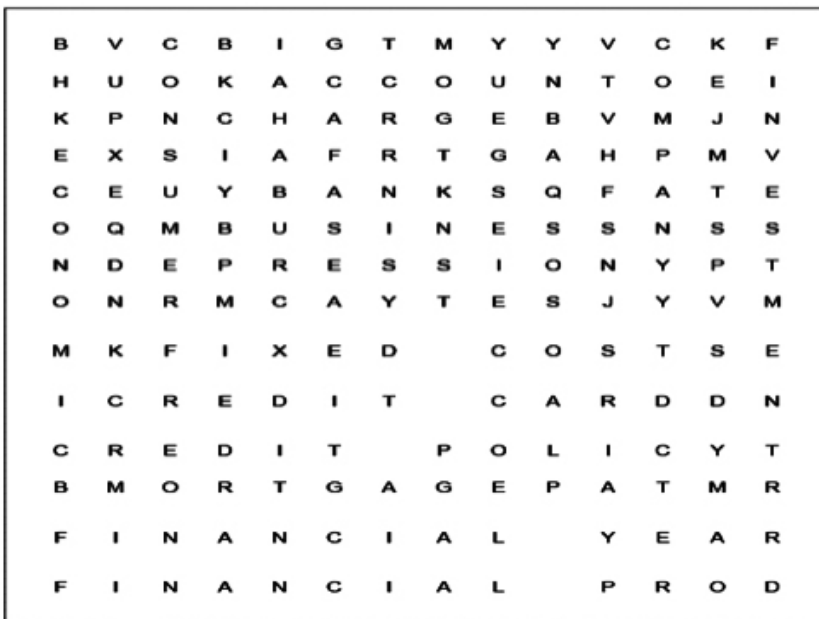 B V C B I G T M Y Y V C K F
H U O K A C C O U N T O E I
K P N C H A R G E B V M J N
E X S I A F R T G A H P M V
C E U Y B A N K S Q F A T E
O Q M B U S I N E S S N S S
N D E P R E S S I O N Y P T
O N R M C A Y T E S J Y V M
M K F I X E D C O S T S E
I C R E D I T C A R D D N
C R E D I T P O L I C Y T
B M O R T G A G E P A T M R
F I N A N C I A L Y E A R
F I N A N C I A L P R O D